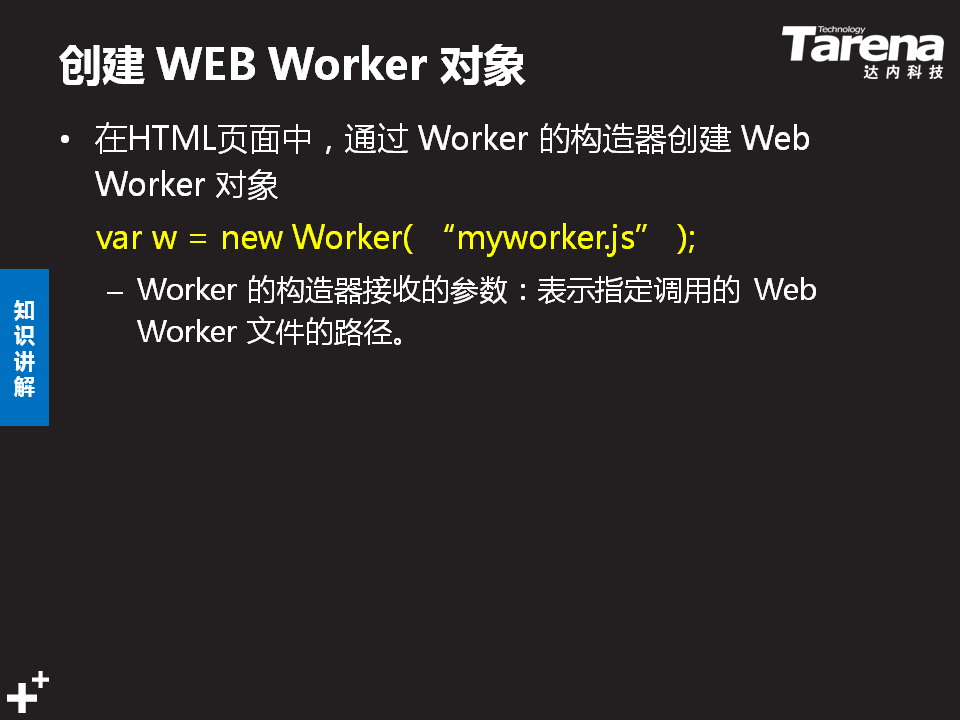 创建 WEB Worker 对象
Technology
Tarena
达内科技
• 在HTML页面中，通过 Worker 的构造器创建 Web
Worker 对象
var w = new Worker( “myworker.js” );
– Worker 的构造器接收的参数：表示指定调用的 Web
Worker 文件的路径。
知
识
讲
解